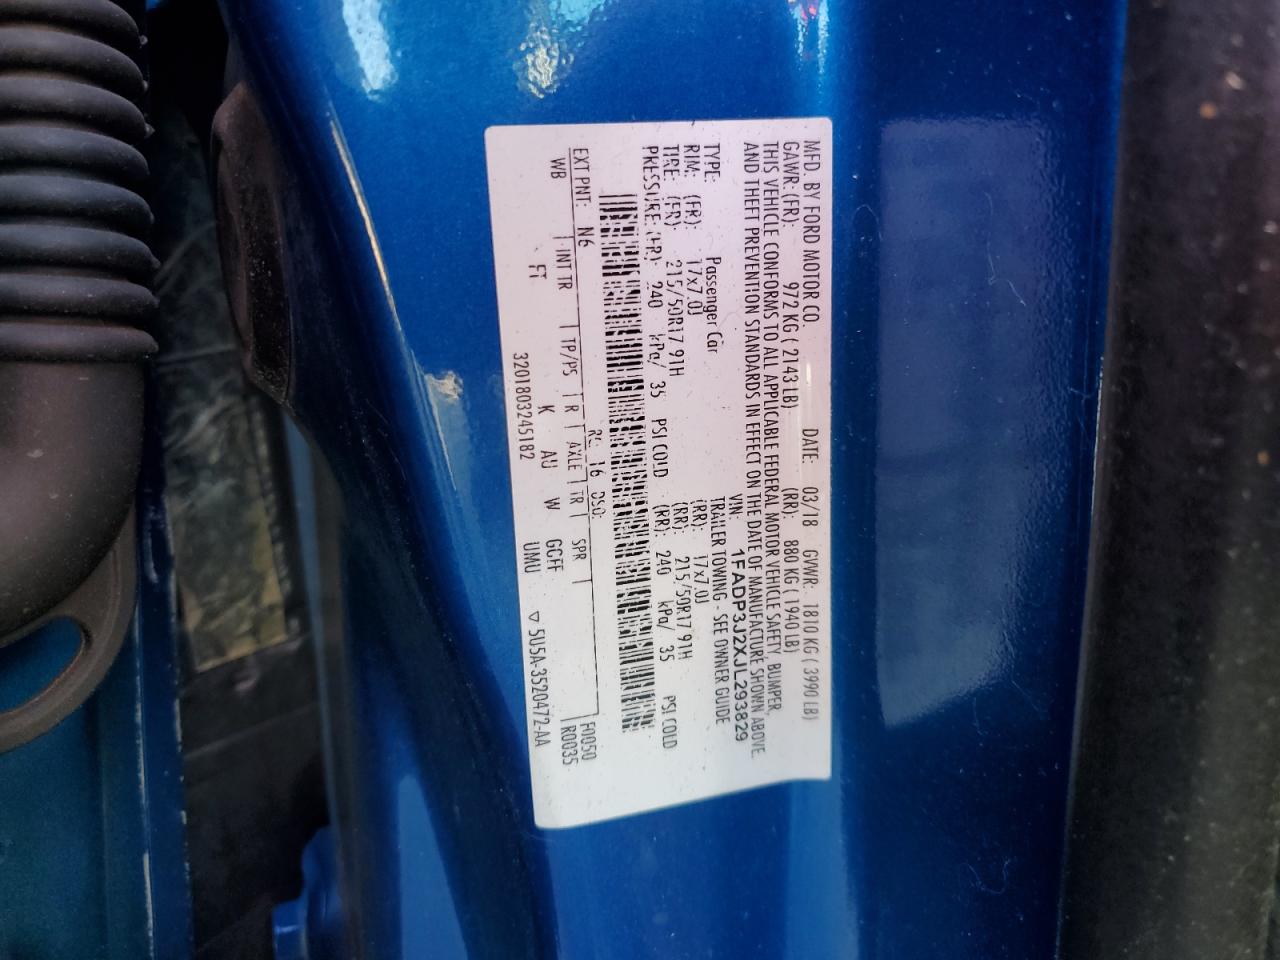 MFD. BY FORD MOTOR CO. DATE: 03/18 GVWR: 1810 KG ( 3990 LB)
GAWR: (FR): 972 KG ( 2143 LB) (RR): 880 KG ( 1940 LB)
THIS VEHICLE CONFORMS TO ALL APPLICABLE FEDERAL MOTOR VEHICLE SAFETY, BUMPER,
AND THEFT PREVENTION STANDARDS IN EFFECT ON THE DATE OF MANUFACTURE SHOWN ABOVE.
VIN: 1FADP3J2XJL293829
TYPE: Passenger Car TRAILER TOWING - SEE OWNER GUIDE
RIM: (FR): 17x7.0J (RR): 17x7.0J
TIRE: (FR): 215/50R17 91H (RR): 215/50R17 91H
PRESSURE: (FR): 240 kPa/ 35 PSI COLD (RR): 240 kPa/ 35 PSI COLD
RC: 16 DSO: F0050
EXT PNT: N6 R0035
WB INT TR TP/PS R AXLE TR SPR
FT K AU W GCFF
3201803245182 UMU ▽ 5U5A-3520472-AA